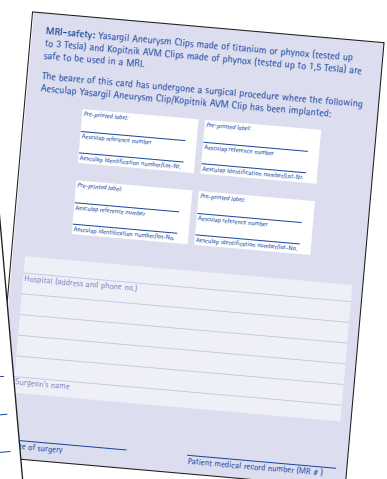 MRI-safety: Yasargil Aneurysm Clips made of titanium or phynox (tested up
to 3 Tesla) and Kopitnik AVM Clips made of phynox (tested up to 1,5 Tesla) are
safe to be used in a MRI.
The bearer of this card has undergone a surgical procedure where the following
Aesculap Yasargil Aneurysm Clip/Kopitnik AVM Clip has been implanted:
Pre-printed label:
Aesculap reference number
Aesculap Identification number/Lot-Nr.
Pre-printed label:
Aesculap reference number
Aesculap Identification number/Lot-Nr.
Pre-printed label:
Aesculap reference number
Aesculap Identification number/Lot-No.
Pre-printed label:
Aesculap reference number
Aesculap Identification number/Lot-No.
Hospital (address and phone no.)
Surgeon's name
of surgery
Patient medical record number (MR # )